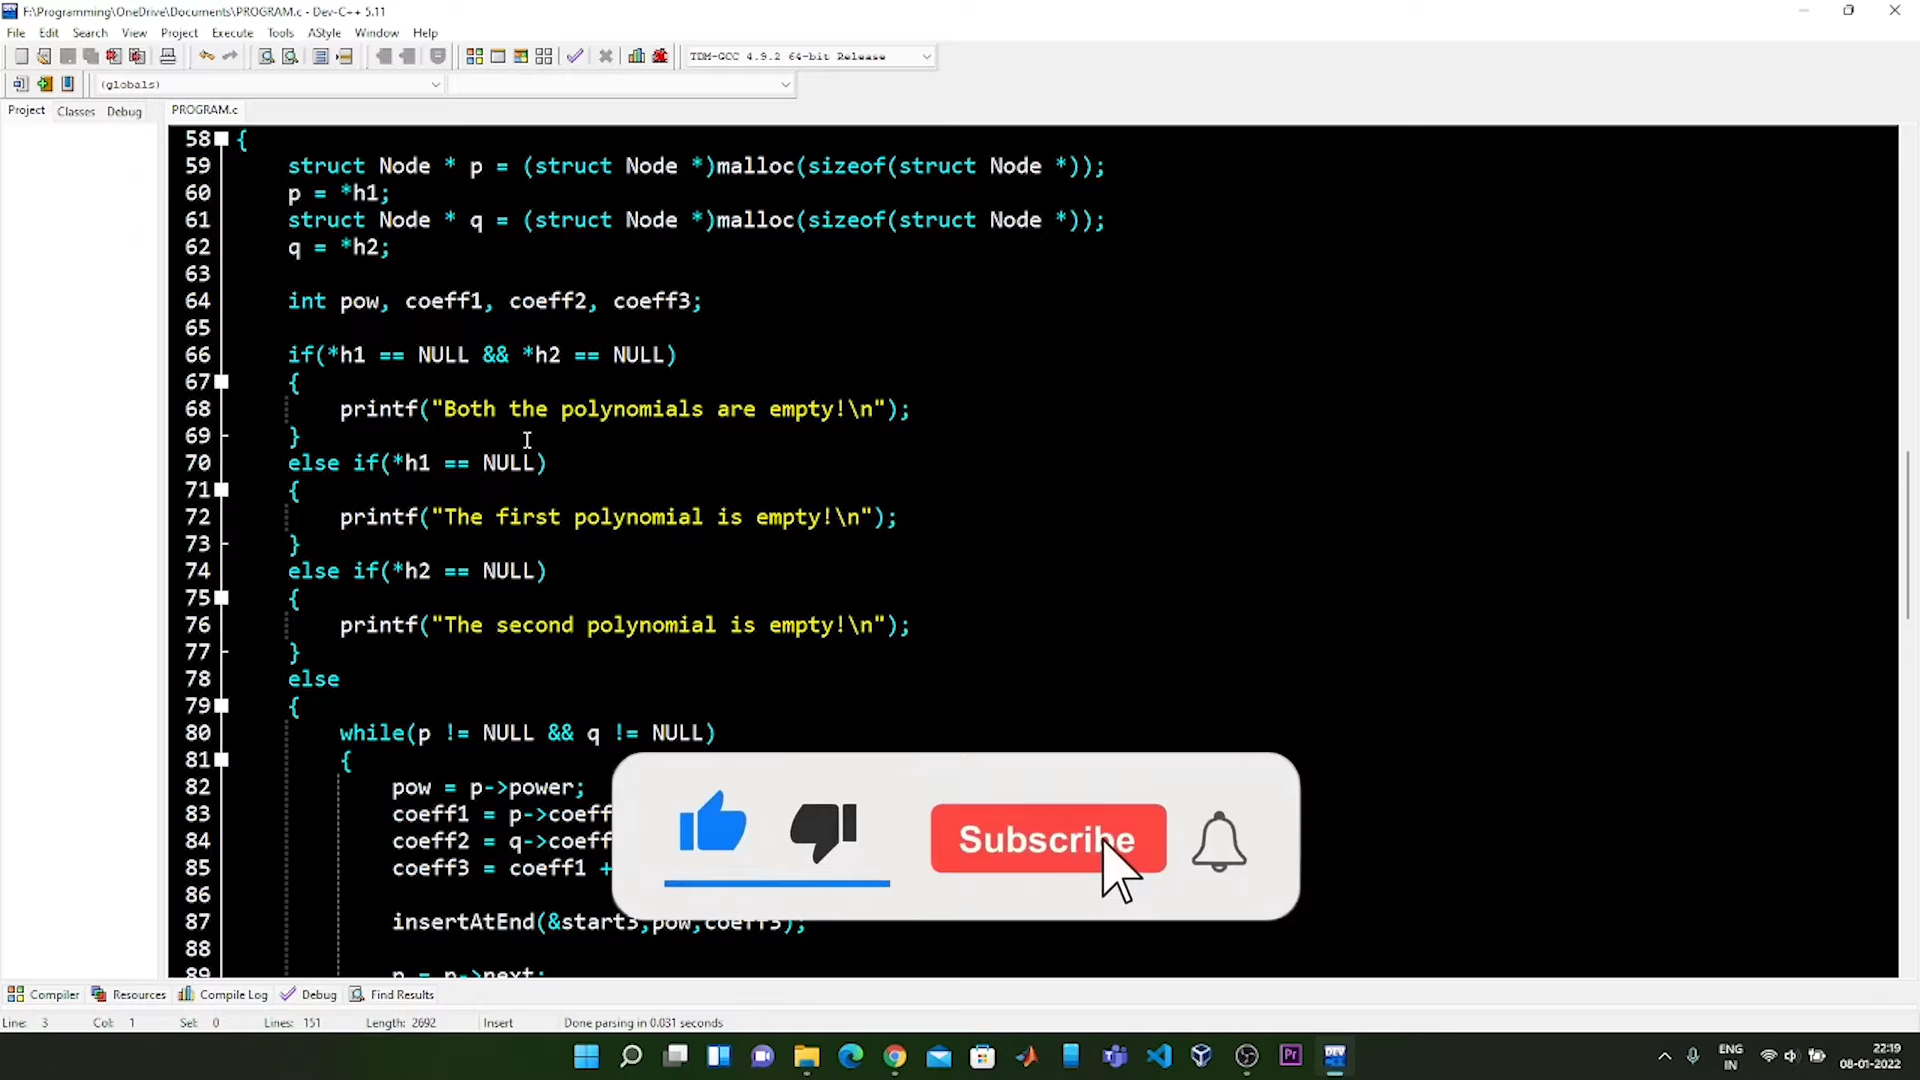 F:\Programming\OneDrive\Documents\PROGRAM.c - Dev-C++ 5.11
File Edit Search View Project Execute Tools AStyle Window Help
TDM-GCC 4.9.2 64-bit Release
(globals)
Project Classes Debug PROGRAM.c
58 {
59 struct Node * p = (struct Node *)malloc(sizeof(struct Node *));
60 p = *h1;
61 struct Node * q = (struct Node *)malloc(sizeof(struct Node *));
62 q = *h2;
63
64 int pow, coeff1, coeff2, coeff3;
65
66 if(*h1 == NULL && *h2 == NULL)
67 {
68 printf("Both the polynomials are empty!\n");
69 }
70 else if(*h1 == NULL)
71 {
72 printf("The first polynomial is empty!\n");
73 }
74 else if(*h2 == NULL)
75 {
76 printf("The second polynomial is empty!\n");
77 }
78 else
79 {
80 while(p != NULL && q != NULL)
81 {
82 pow = p->power;
83 coeff1 = p->coeff
84 coeff2 = q->coeff
85 coeff3 = coeff1 +
Subscribe
86
87 insertAtEnd(&start3,pow,coeff3);
88
89 p = p->next;
Compiler Resources Compile Log Debug Find Results
Line: 3 Col: 1 Sel: 0 Lines: 151 Length: 2692 Insert Done parsing in 0.031 seconds
Pr DEV
ENG
IN
22:19
08-01-2022